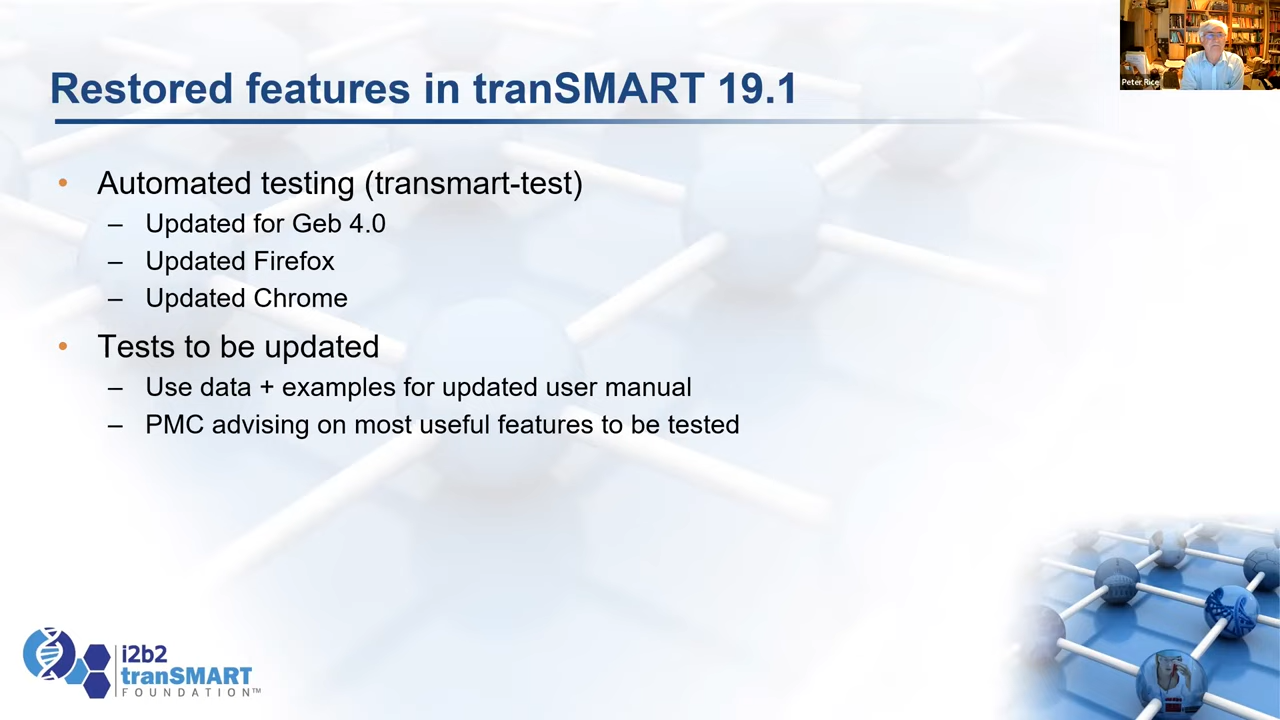 Restored features in tranSMART 19.1
Peter Rice
• Automated testing (transmart-test)
– Updated for Geb 4.0
– Updated Firefox
– Updated Chrome
• Tests to be updated
– Use data + examples for updated user manual
– PMC advising on most useful features to be tested
i2b2
tranSMART
FOUNDATION™